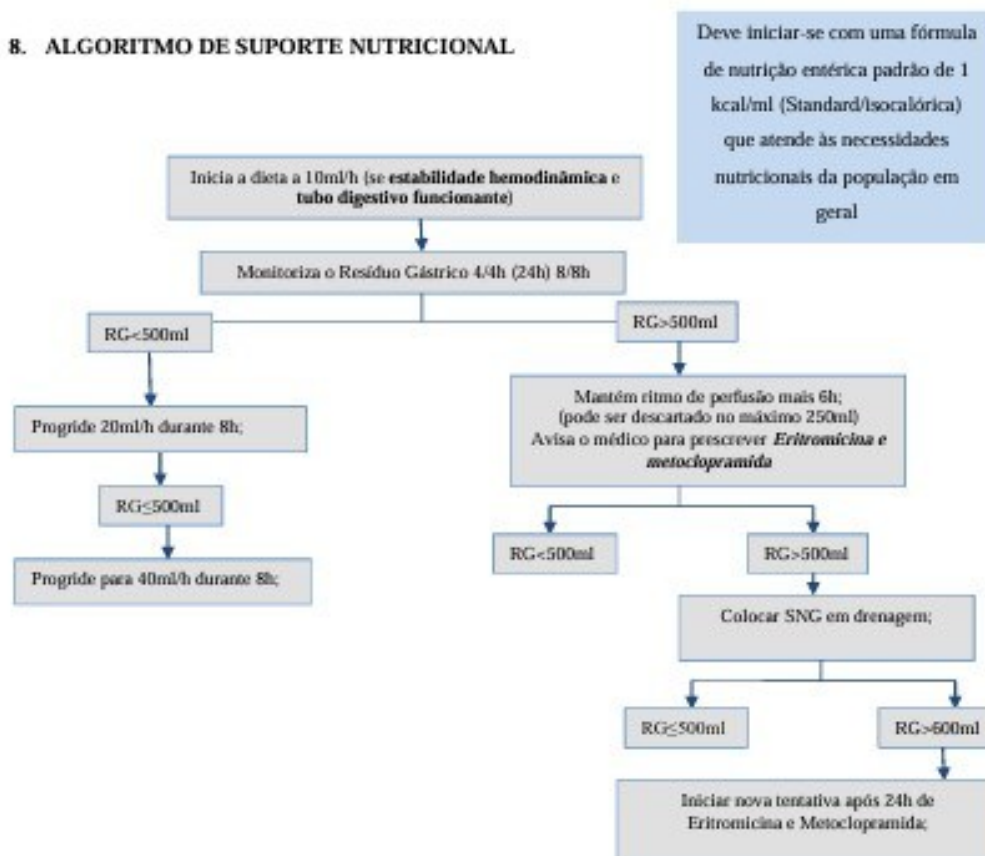 8. ALGORITMO DE SUPORTE NUTRICIONAL
Deve iniciar-se com uma fórmula
de nutrição entérica padrão de 1
kcal/ml (Standard/isocalórica)
que atende às necessidades
nutricionais da população em
geral
Inicia a dieta a 10ml/h (se estabilidade hemodinâmica e
tubo digestivo funcionante)
Monitoriza o Resíduo Gástrico 4/4h (24h) 8/8h
RG<500ml
RG>500ml
Progride 20ml/h durante 8h;
Mantém ritmo de perfusão mais 6h;
(pode ser descartado no máximo 250ml)
Avisa o médico para prescrever Eritromicina e
metoclopramida
RG≤500ml
RG<500ml
RG>500ml
Progride para 40ml/h durante 8h;
Colocar SNG em drenagem;
RG≤500ml
RG>600ml
Iniciar nova tentativa após 24h de
Eritromicina e Metoclopramida;